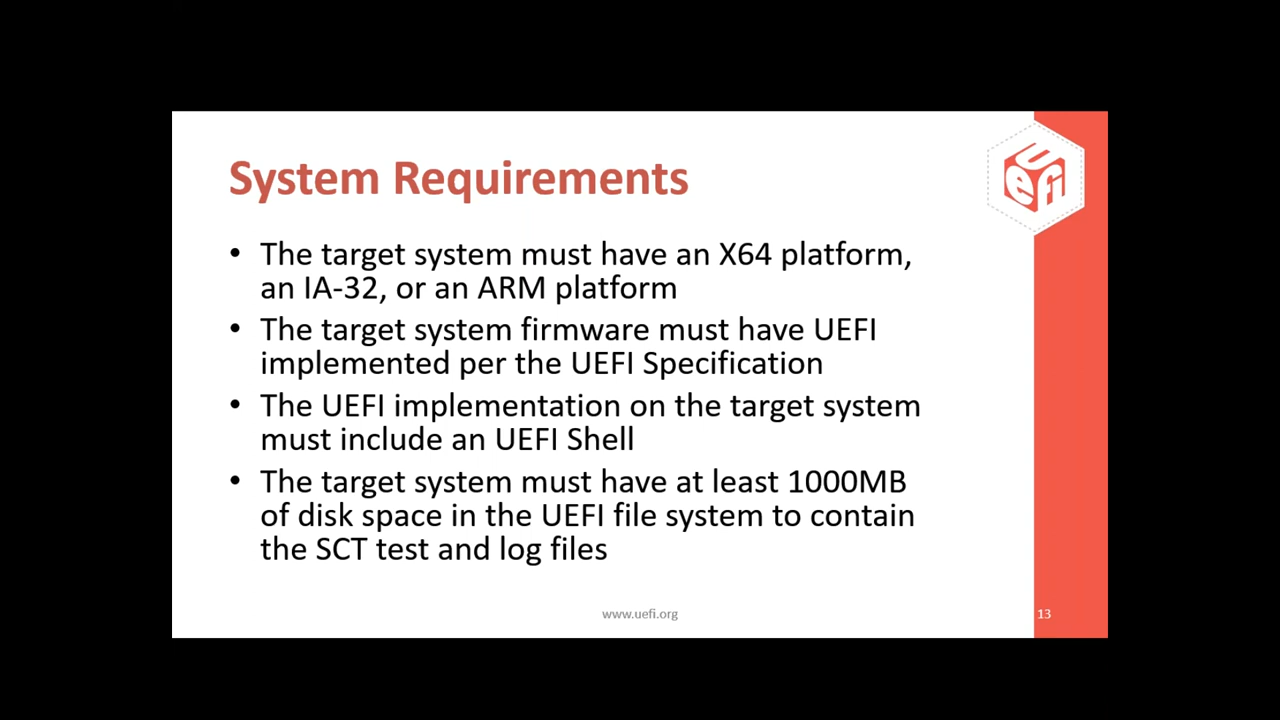 System Requirements
uefi
• The target system must have an X64 platform,
an IA-32, or an ARM platform
• The target system firmware must have UEFI
implemented per the UEFI Specification
• The UEFI implementation on the target system
must include an UEFI Shell
• The target system must have at least 1000MB
of disk space in the UEFI file system to contain
the SCT test and log files
www.uefi.org
13